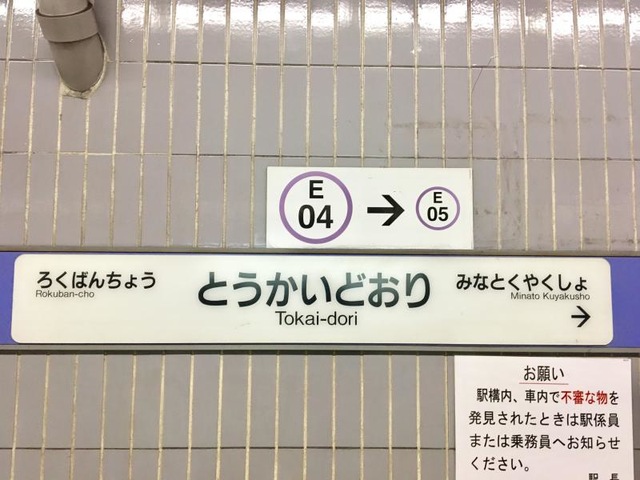 E
04
→
E
05
ろくばんちょう
Rokuban-cho
とうかいどおり
Tokai-dori
みなとくやくしょ
Minato Kuyakusho
→
お願い
駅構内、車内で不審な物を
発見されたときは駅係員
または乗務員へお知らせ
ください。
駅 長